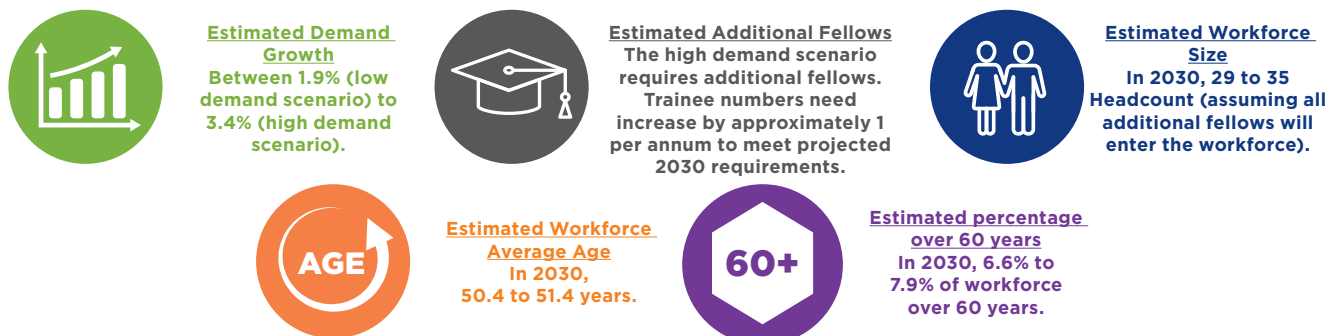 Estimated Demand
Growth
Between 1.9% (low
demand scenario) to
3.4% (high demand
scenario).
Estimated Additional Fellows
The high demand scenario
requires additional fellows.
Trainee numbers need
increase by approximately 1
per annum to meet projected
2030 requirements.
Estimated Workforce
Size
In 2030, 29 to 35
Headcount (assuming all
additional fellows will
enter the workforce).
AGE
Estimated Workforce
Average Age
In 2030,
50.4 to 51.4 years.
60+
Estimated percentage
over 60 years
In 2030, 6.6% to
7.9% of workforce
over 60 years.